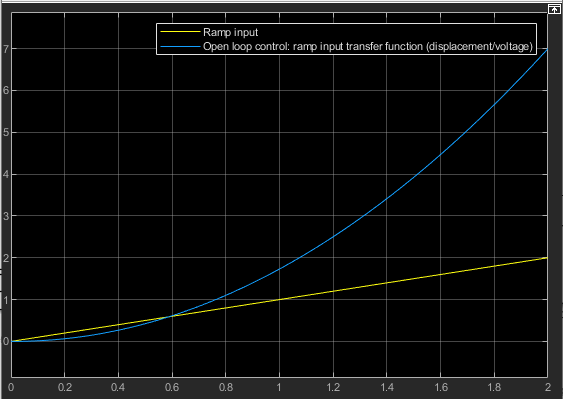 Ramp input
Open loop control: ramp input transfer function (displacement/voltage)
7
6
5
4
3
2
1
0
0 0.2 0.4 0.6 0.8 1 1.2 1.4 1.6 1.8 2